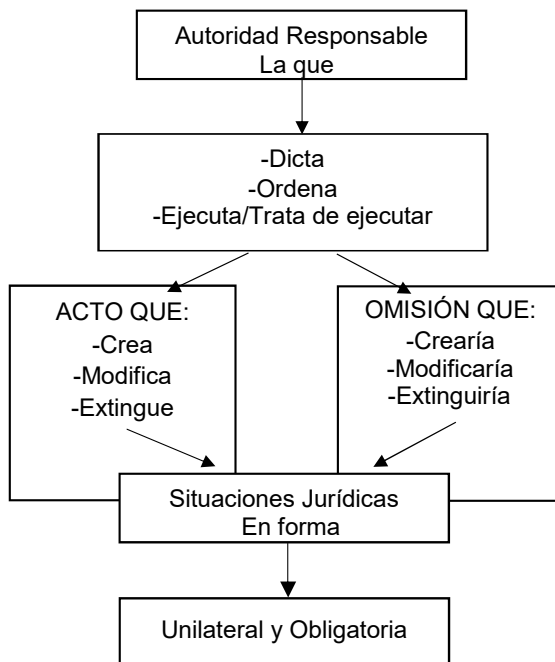 Autoridad Responsable
La que
-Dicta
-Ordena
-Ejecuta/Trata de ejecutar
ACTO QUE:
-Crea
-Modifica
-Extingue
OMISIÓN QUE:
-Crearía
-Modificaría
-Extinguiría
Situaciones Jurídicas
En forma
Unilateral y Obligatoria